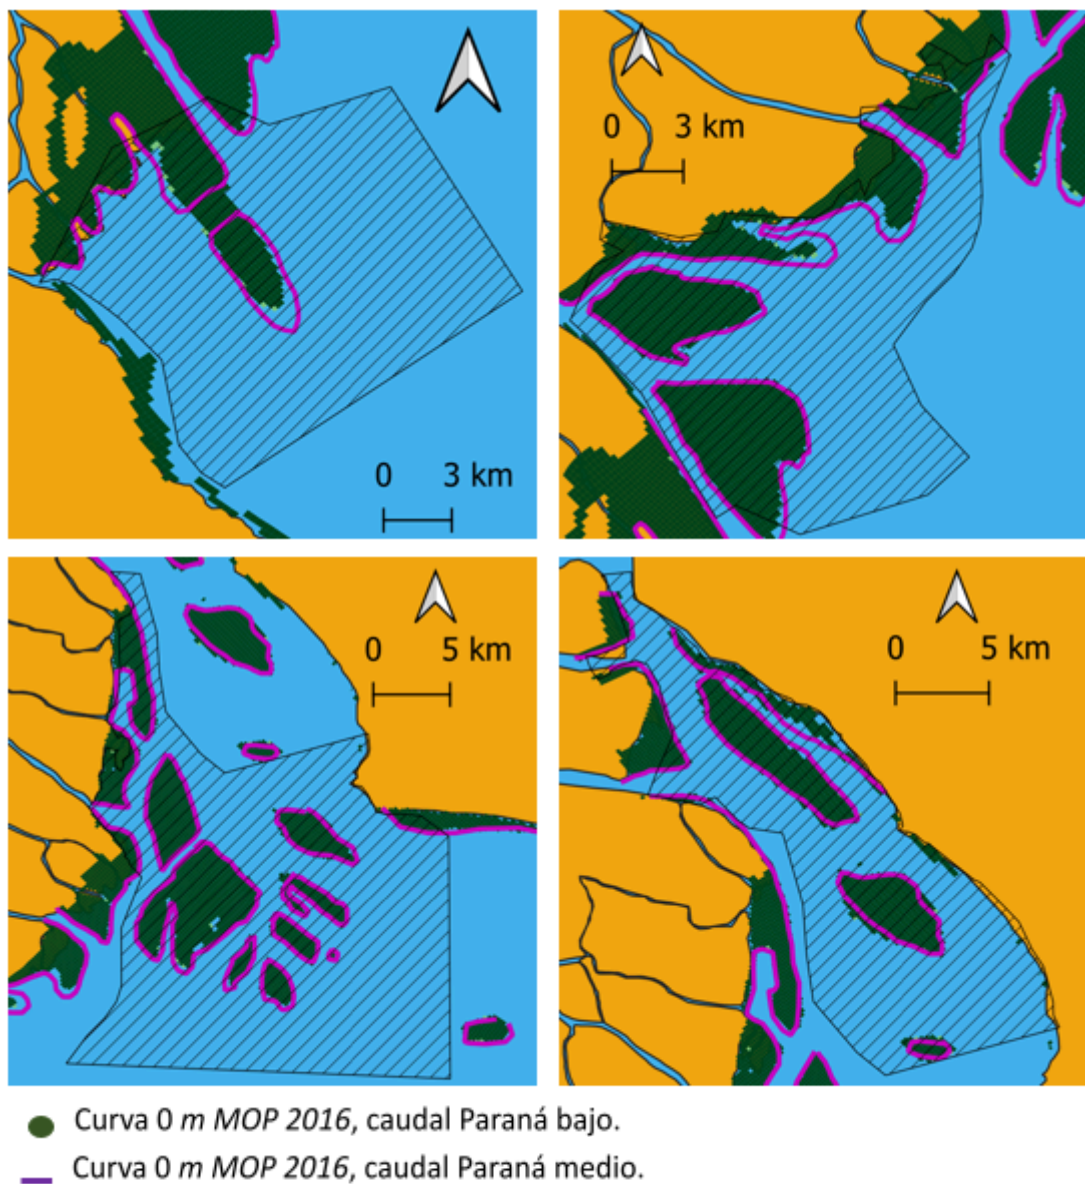 0 3 km
0 3 km
0 5 km
0 5 km
Curva 0 m MOP 2016, caudal Paraná bajo.
Curva 0 m MOP 2016, caudal Paraná medio.